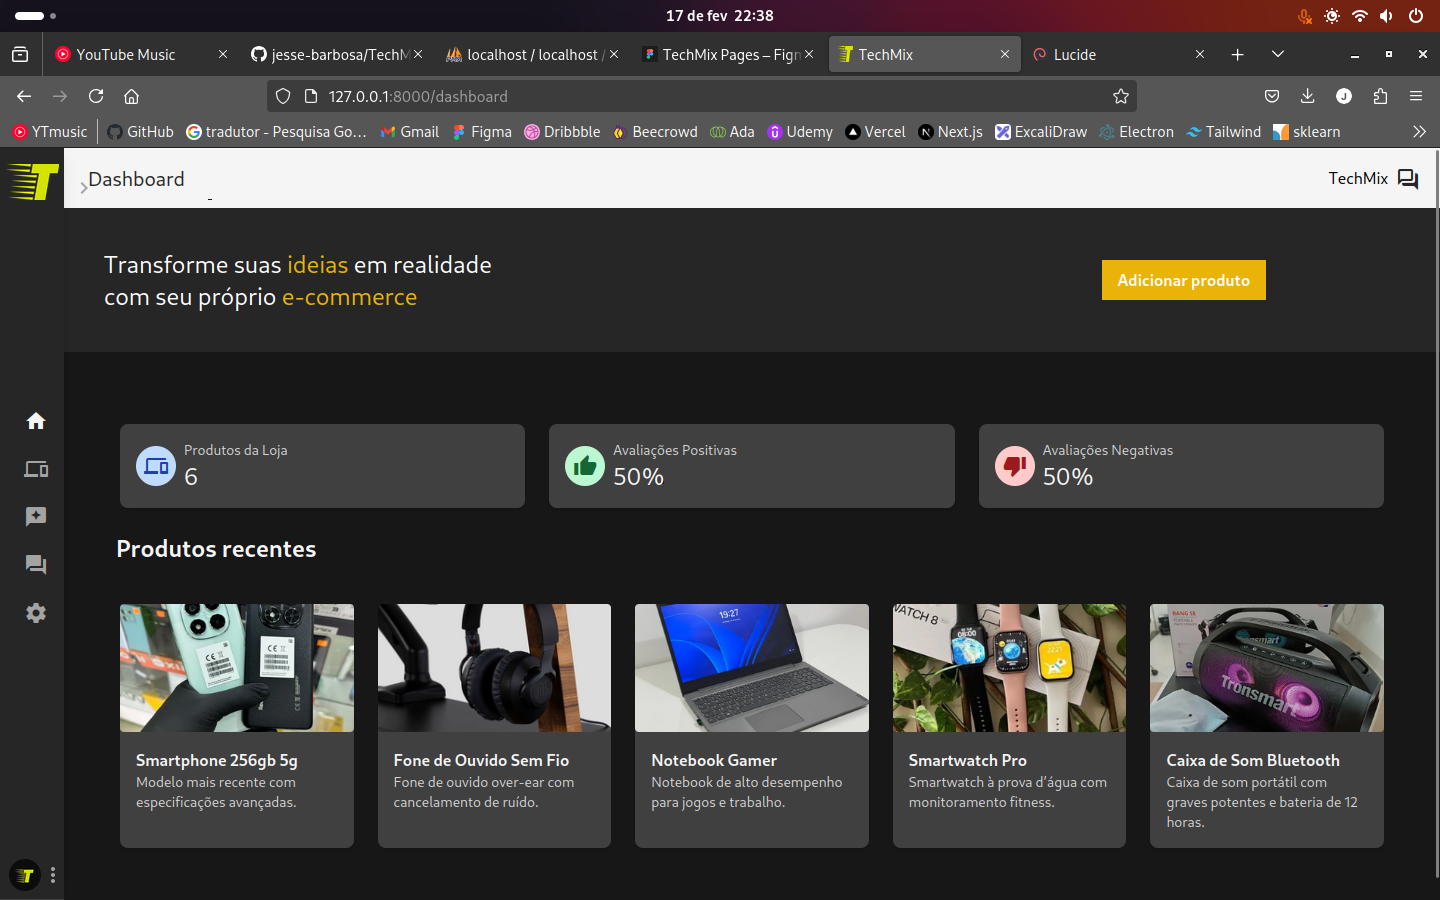 17 de fev 22:38
YouTube Music
jesse-barbosa/TechM
localhost / localhost /
TechMix Pages – Figm
TechMix
Lucide
127.0.0.1:8000/dashboard
YTmusic
GitHub
tradutor - Pesquisa Go...
Gmail
Figma
Dribbble
Beecrowd
Ada
Udemy
Vercel
Next.js
ExcaliDraw
Electron
Tailwind
sklearn
Dashboard
TechMix
Transforme suas ideias em realidade
com seu próprio e-commerce
Adicionar produto
Produtos da Loja
6
Avaliações Positivas
50%
Avaliações Negativas
50%
Produtos recentes
19:27
WATCH 8
Tronsmart
Smartphone 256gb 5g
Modelo mais recente com
especificações avançadas.
Fone de Ouvido Sem Fio
Fone de ouvido over-ear com
cancelamento de ruído.
Notebook Gamer
Notebook de alto desempenho
para jogos e trabalho.
Smartwatch Pro
Smartwatch à prova d’água com
monitoramento fitness.
Caixa de Som Bluetooth
Caixa de som portátil com
graves potentes e bateria de 12
horas.